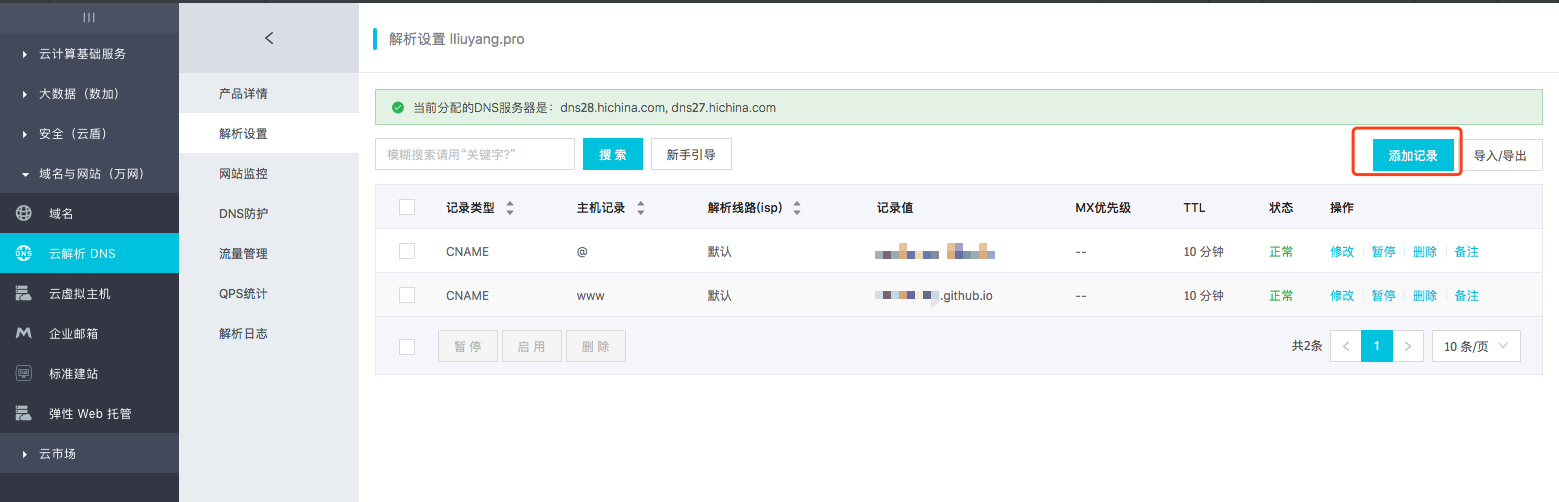 云计算基础服务
大数据（数加）
安全（云盾）
域名与网站（万网）
域名
DNS
云解析 DNS
云虚拟主机
企业邮箱
标准建站
弹性 Web 托管
云市场
产品详情
解析设置
网站监控
DNS防护
流量管理
QPS统计
解析日志
解析设置 lliuyang.pro
当前分配的DNS服务器是：dns28.hichina.com, dns27.hichina.com
模糊搜索请用“关键字?” 搜 索 新手引导 添加记录 导入/导出
记录类型 主机记录 解析线路(isp) 记录值 MX优先级 TTL 状态 操作
CNAME @ 默认 -- 10 分钟 正常 修改 暂停 删除 备注
CNAME www 默认 .github.io -- 10 分钟 正常 修改 暂停 删除 备注
暂 停 启 用 删 除 共2条 < 1 > 10 条/页